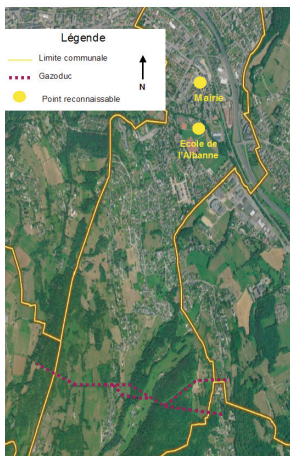 Légende
Limite communale
Gazoduc
Point reconnaissable
N
Mairie
Ecole de
l'Albanne